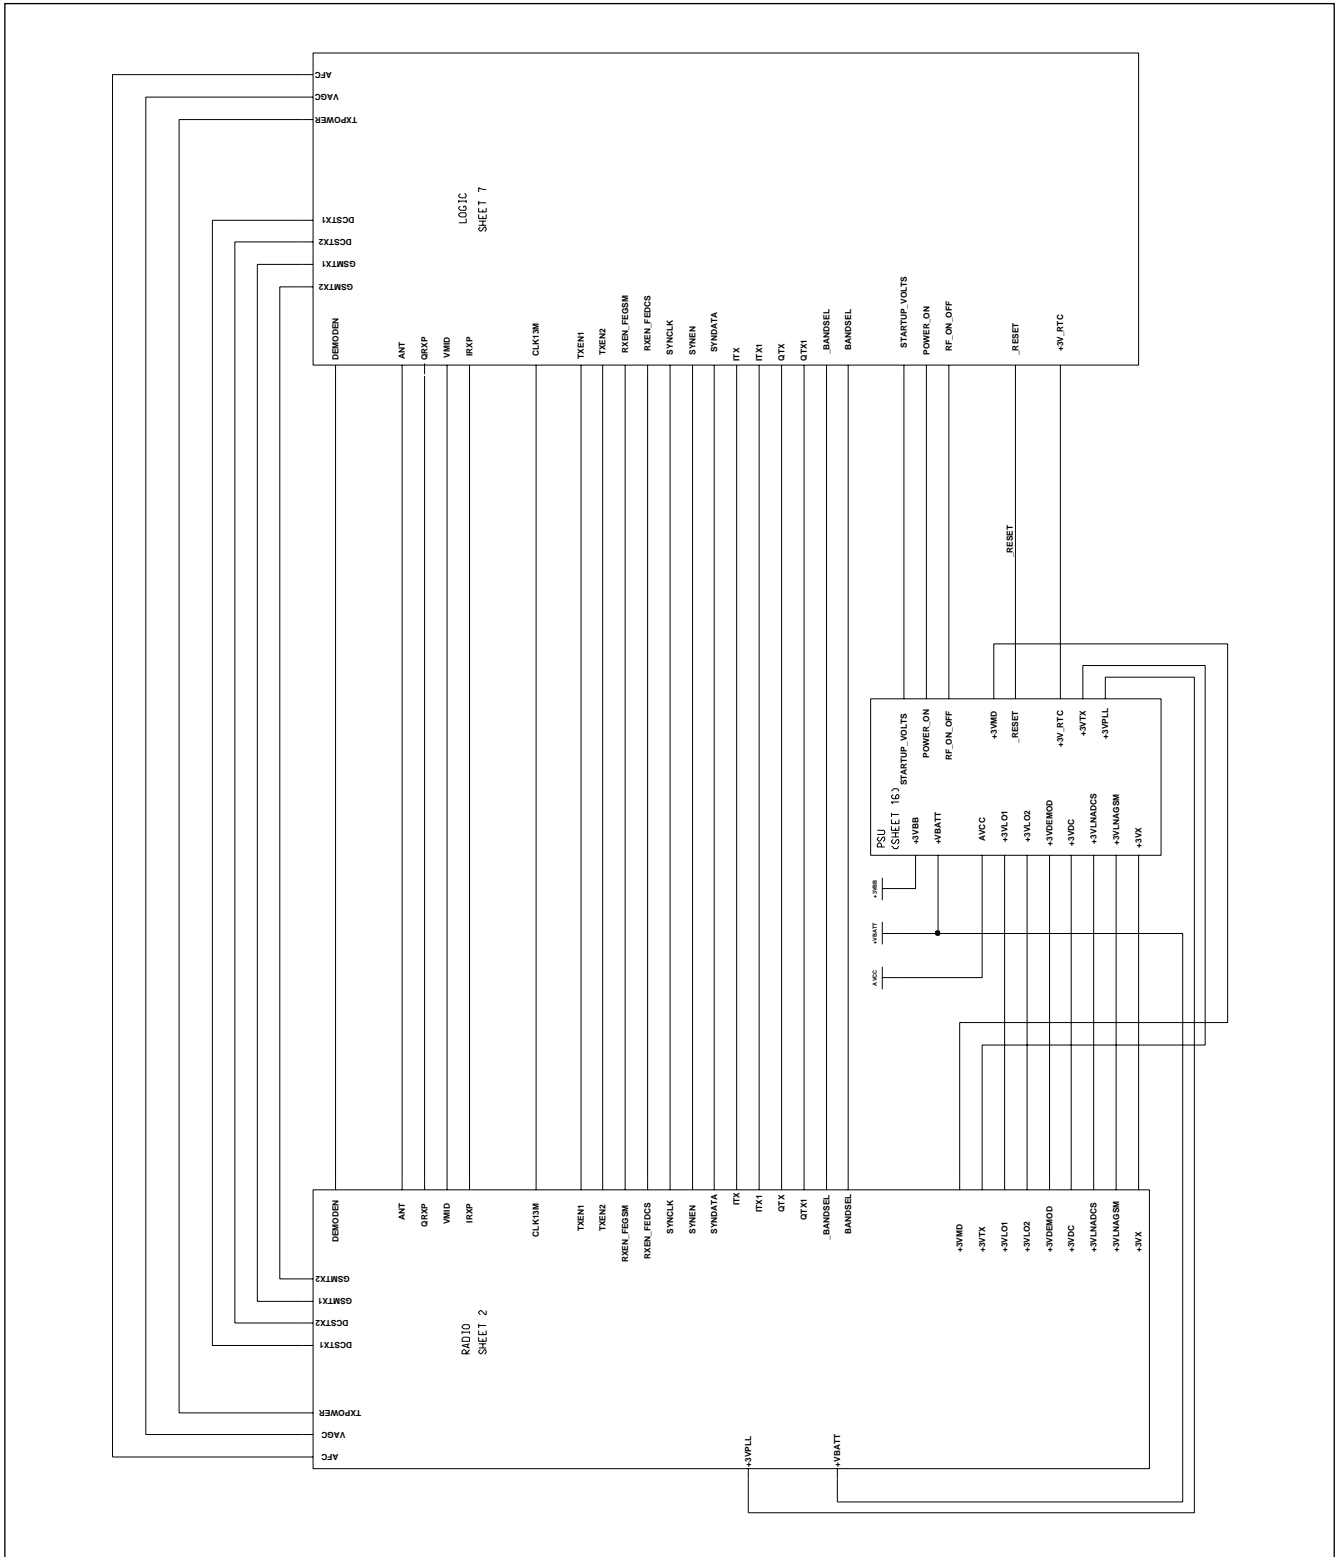 AFC
VAGC
TXPOWER
DCSTX1
DCSTX2
GSMTX1
GSMTX2
LOGIC
SHEET 7
DEMODEN
ANT
QRXP
VMID
IRXP
CLK13M
TXEN1
TXEN2
RXEN_FEGSM
RXEN_FEDCS
SYNCLK
SYNEN
SYNDATA
ITX
ITX1
QTX
QTX1
_BANDSEL
BANDSEL
STARTUP_VOLTS
POWER_ON
RF_ON_OFF
_RESET
+3V_RTC
_RESET
PSU
(SHEET 16)
STARTUP_VOLTS
POWER_ON
RF_ON_OFF
+3VMD
_RESET
+3V_RTC
+3VTX
+3VPLL
+3VBB
+VBATT
AVCC
+3VLO1
+3VLO2
+3VDEMOD
+3VDC
+3VLNADCS
+3VLNAGSM
+3VX
+3VBB
+VBATT
AVCC
DEMODEN
ANT
QRXP
VMID
IRXP
CLK13M
TXEN1
TXEN2
RXEN_FEGSM
RXEN_FEDCS
SYNCLK
SYNEN
SYNDATA
ITX
ITX1
QTX
QTX1
_BANDSEL
BANDSEL
+3VMD
+3VTX
+3VLO1
+3VLO2
+3VDEMOD
+3VDC
+3VLNADCS
+3VLNAGSM
+3VX
GSMTX2
GSMTX1
DCSTX2
DCSTX1
RADIO
SHEET 2
TXPOWER
VAGC
AFC
+3VPLL
+VBATT